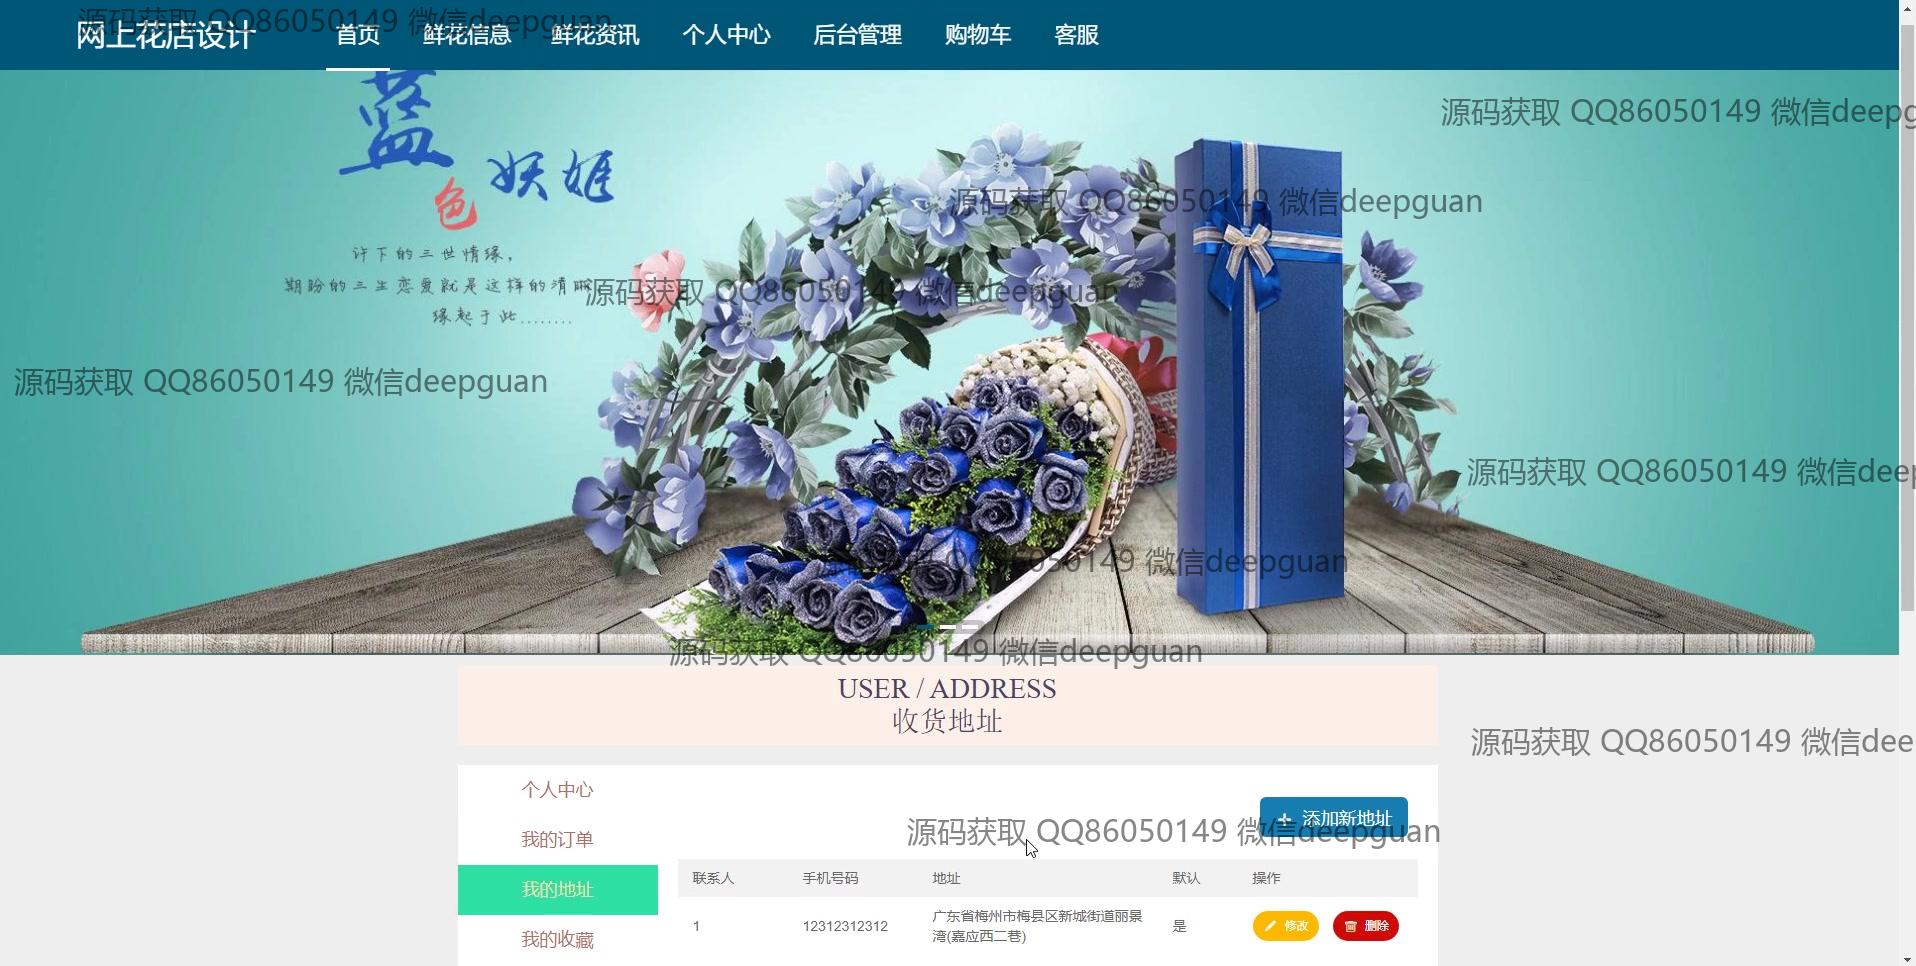 网上花店设计
首页 鲜花信息 鲜花资讯 个人中心 后台管理 购物车 客服
源码获取 QQ86050149 微信deepguan
蓝色妖姬
源码获取 QQ86050149 微信deepg
源码获取 QQ86050149 微信deepguan
许下的三世情缘,
期盼的三生恋爱就是这样的清晰
源码获取 QQ86050149 微信deepguan
缘起于此........
源码获取 QQ86050149 微信deepguan
源码获取 QQ86050149 微信deep
源码获取 QQ86050149 微信deepguan
源码获取 QQ86050149 微信deepguan
USER / ADDRESS
收货地址
源码获取 QQ86050149 微信dee
个人中心
我的订单
我的地址
我的收藏
添加新地址
源码获取 QQ86050149 微信deepguan
联系人 手机号码 地址 默认 操作
1 12312312312 广东省梅州市梅县区新城街道丽景 是 修改 删除
湾(嘉应西二巷)